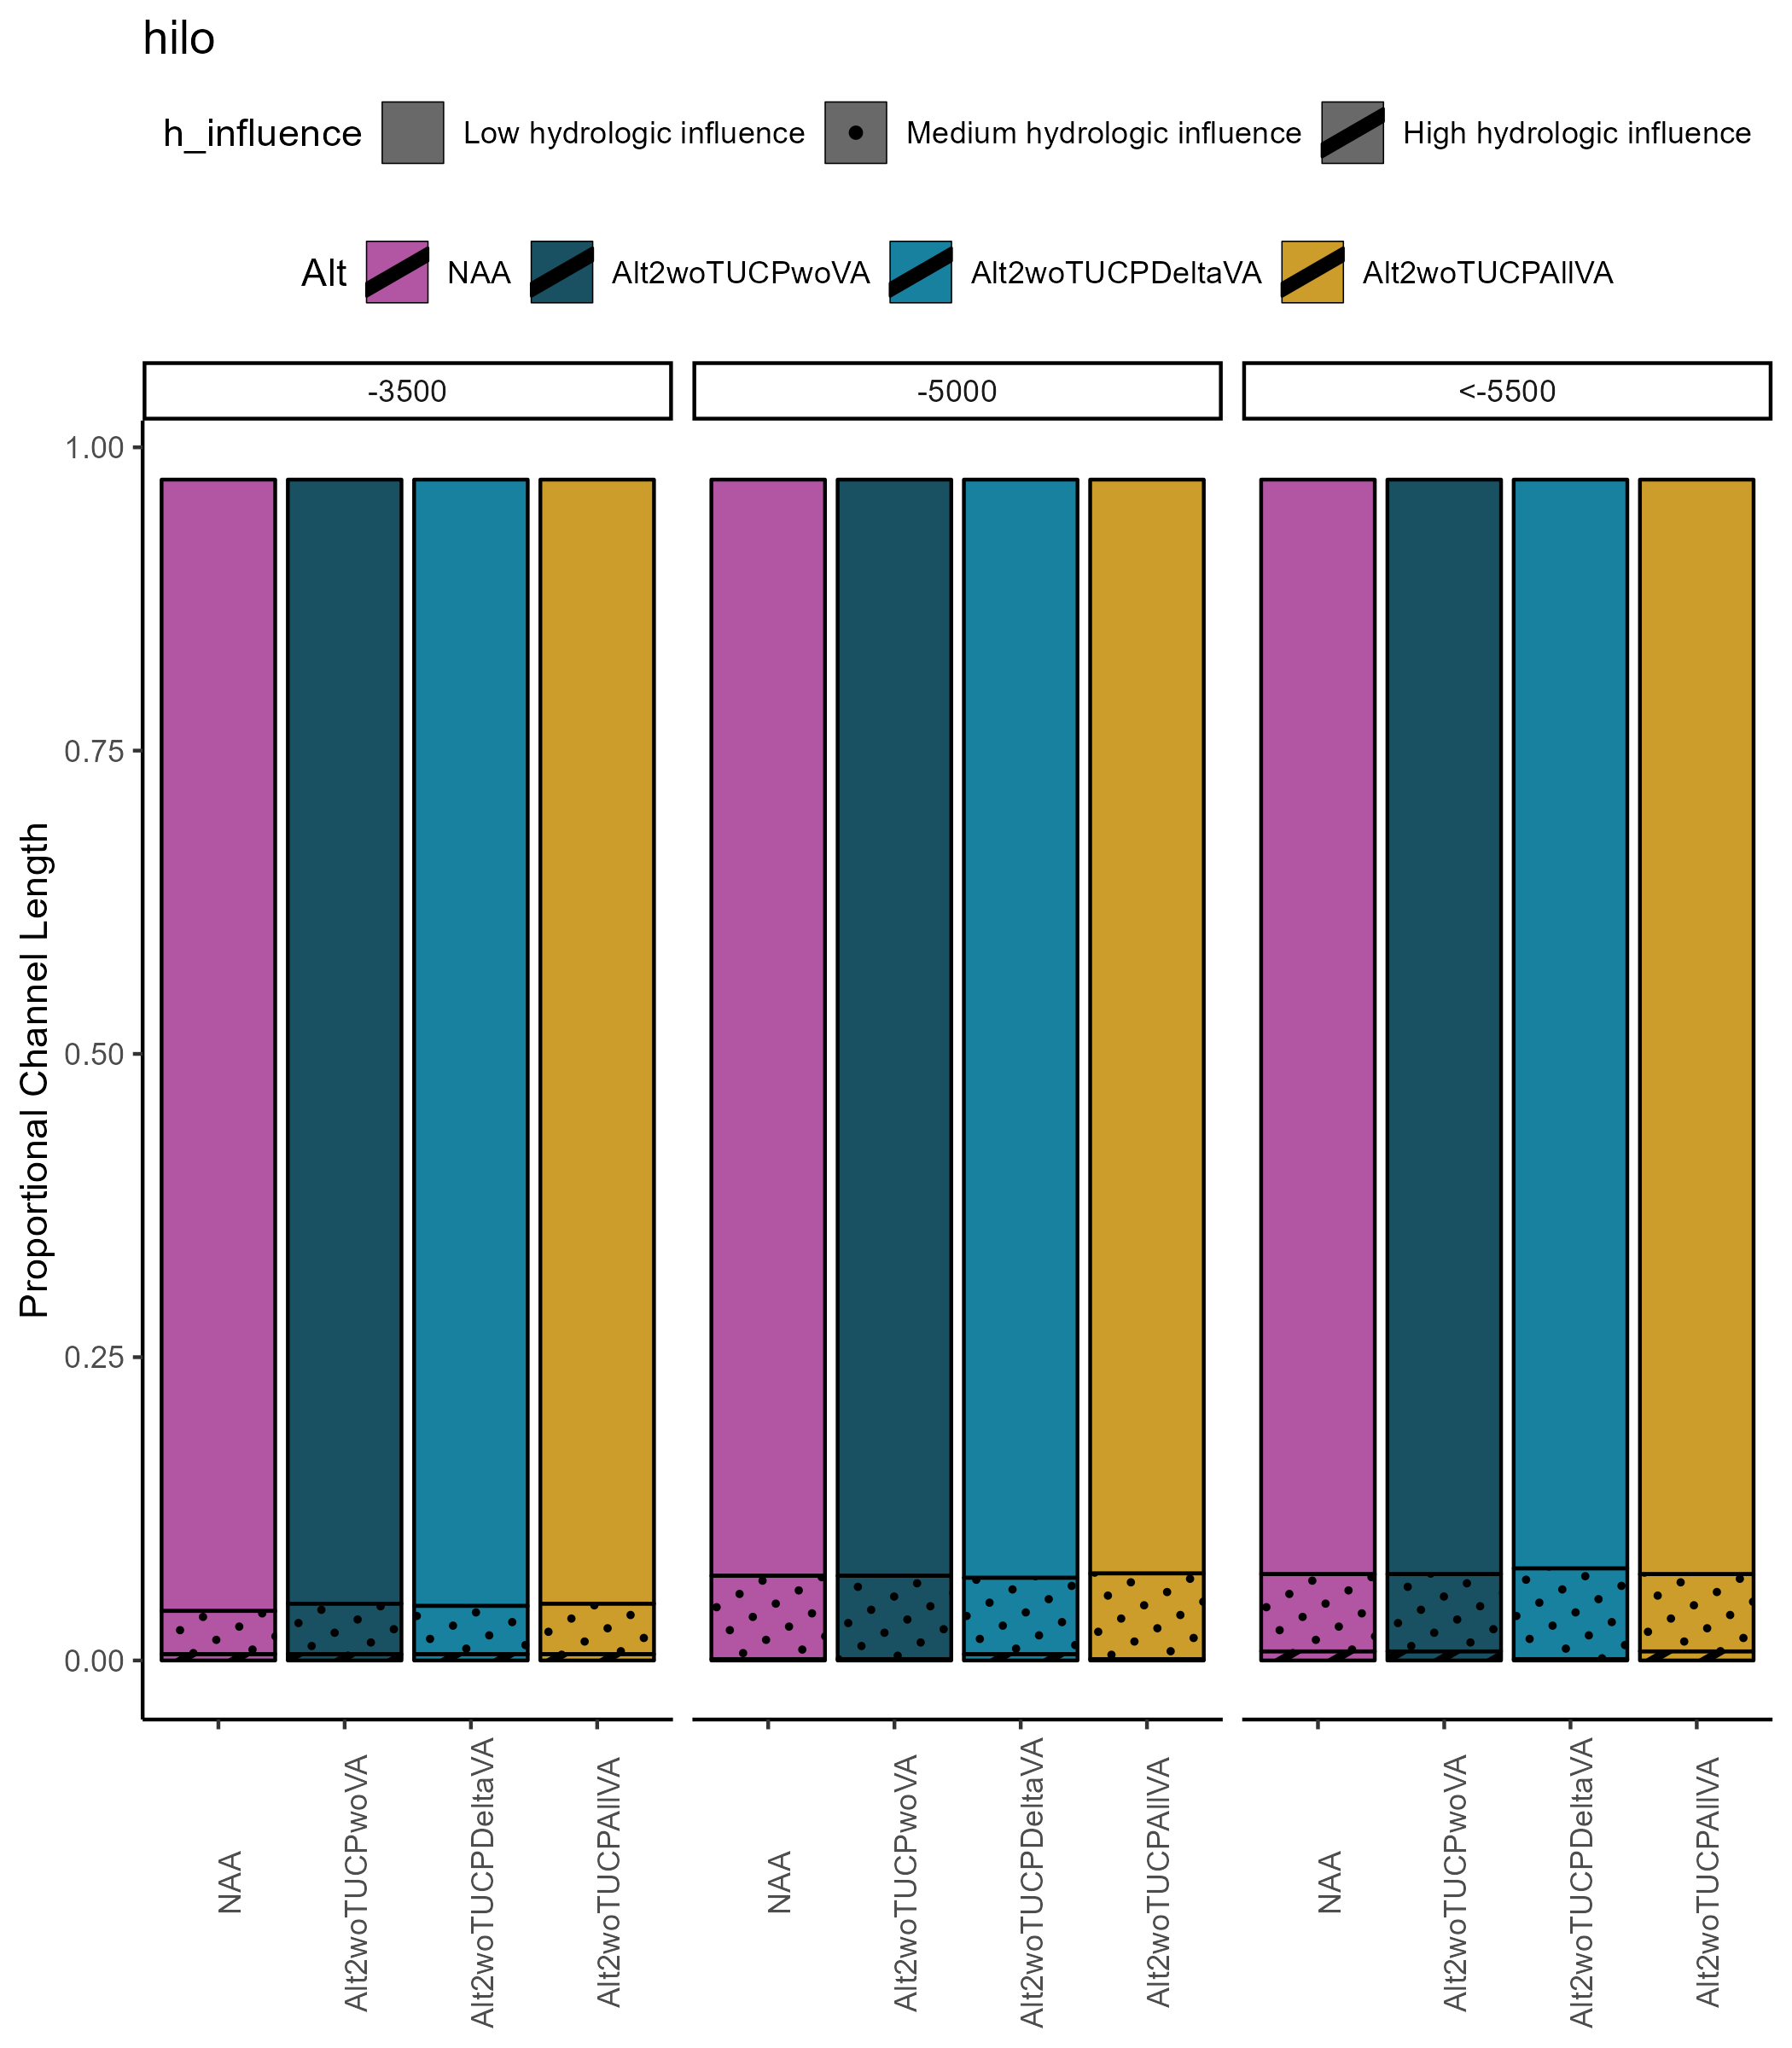 hilo
h_influence Low hydrologic influence Medium hydrologic influence High hydrologic influence
Alt NAA Alt2woTUCPwoVA Alt2woTUCPDeltaVA Alt2woTUCPAllVA
-3500 -5000 <-5500
1.00
0.75
0.50
0.25
0.00
Proportional Channel Length
NAA Alt2woTUCPwoVA Alt2woTUCPDeltaVA Alt2woTUCPAllVA NAA Alt2woTUCPwoVA Alt2woTUCPDeltaVA Alt2woTUCPAllVA NAA Alt2woTUCPwoVA Alt2woTUCPDeltaVA Alt2woTUCPAllVA